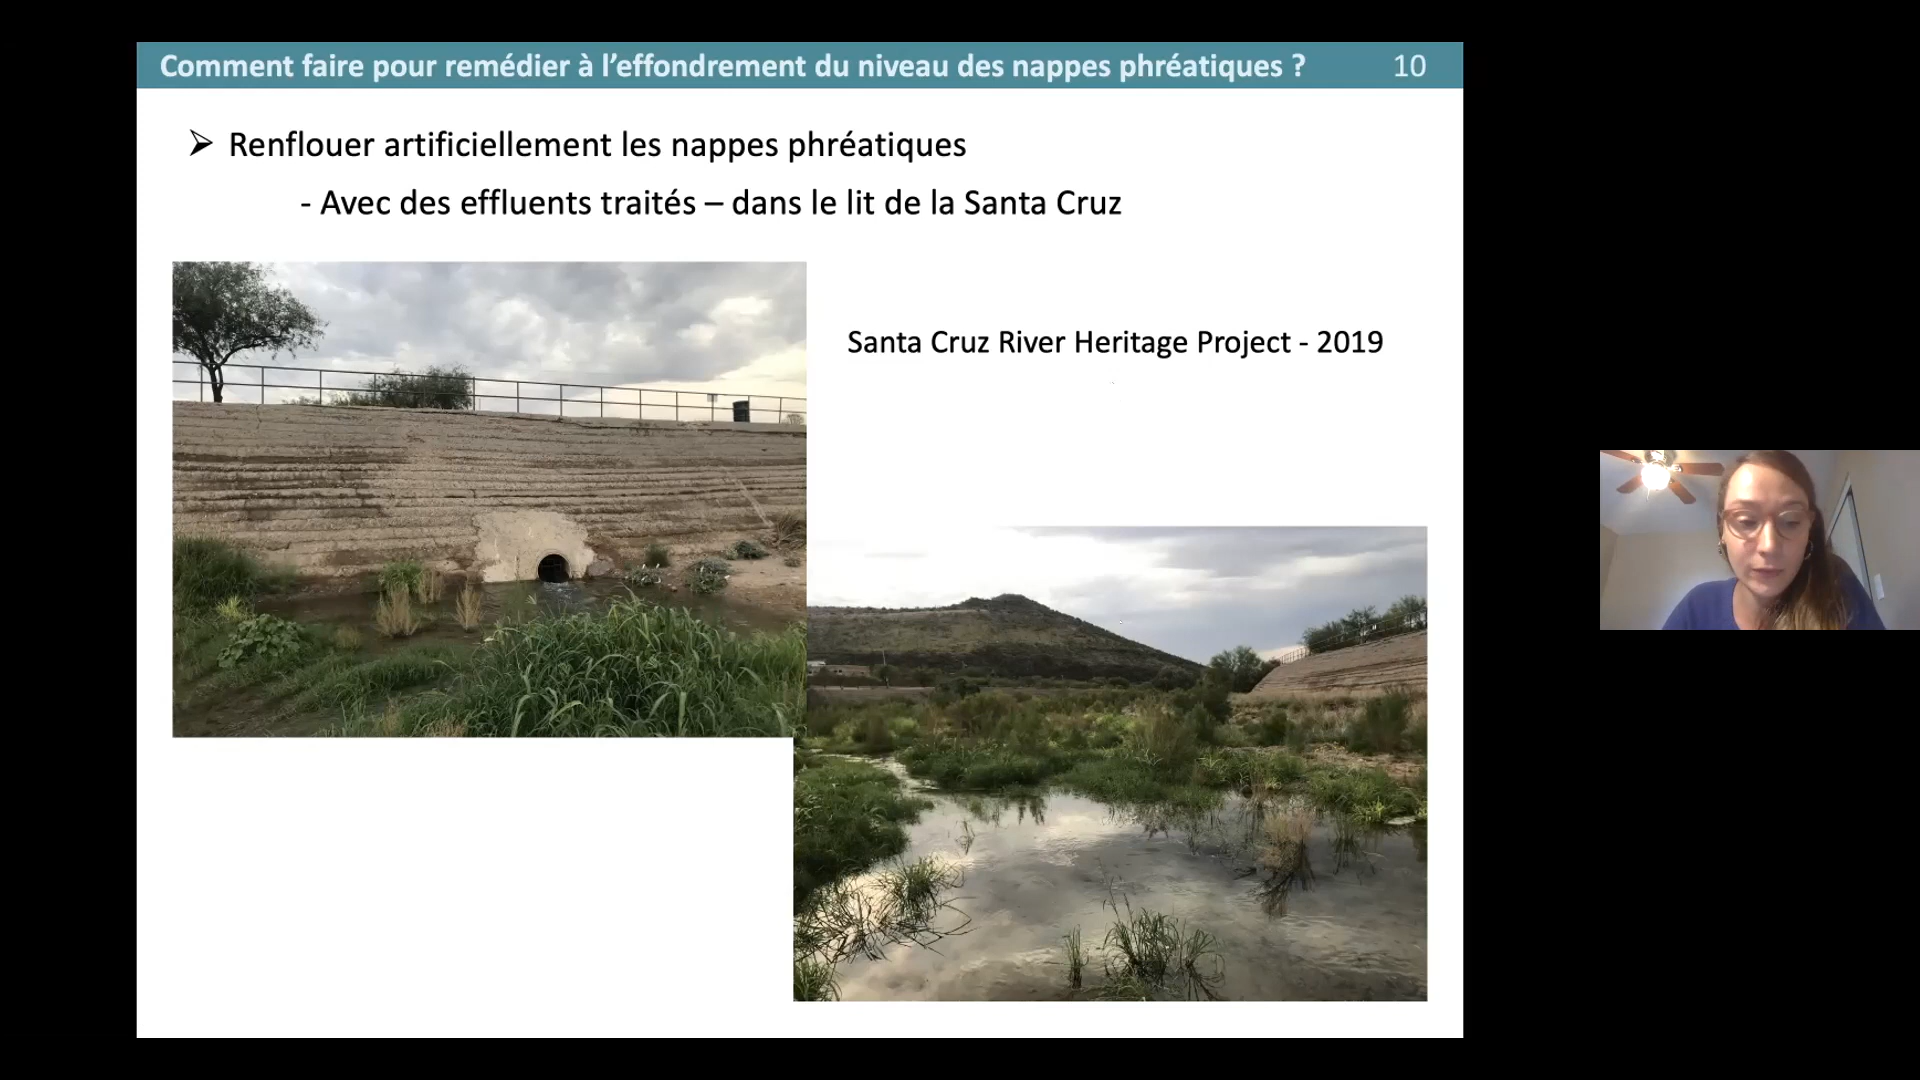 Comment faire pour remédier à l’effondrement du niveau des nappes phréatiques ? 10
➢ Renflouer artificiellement les nappes phréatiques
- Avec des effluents traités – dans le lit de la Santa Cruz
Santa Cruz River Heritage Project - 2019